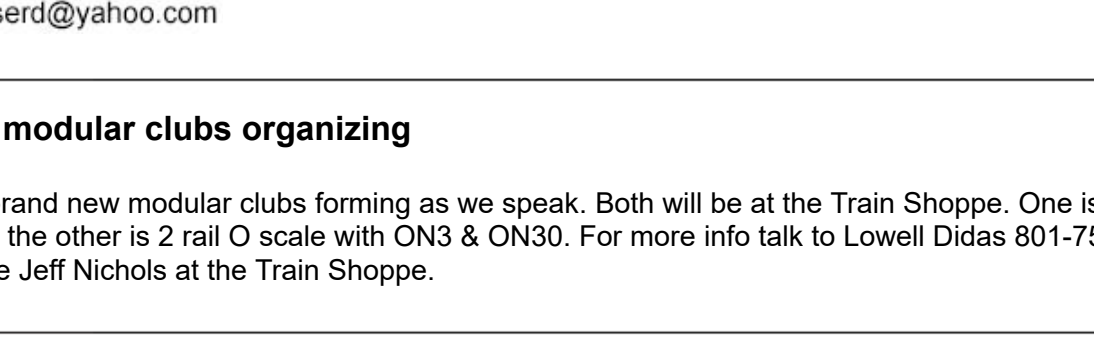 serd@yahoo.com
modular clubs organizing
brand new modular clubs forming as we speak. Both will be at the Train Shoppe. One is
the other is 2 rail O scale with ON3 & ON30. For more info talk to Lowell Didas 801-75
e Jeff Nichols at the Train Shoppe.